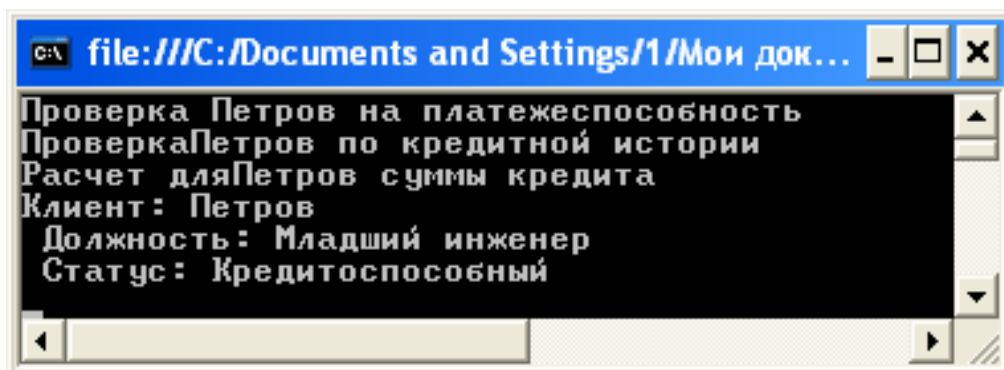 file:///C:/Documents and Settings/1/Мои док...
Проверка Петров на платежеспособность
ПроверкаПетров по кредитной истории
Расчет дляПетров суммы кредита
Клиент: Петров
Должность: Младший инженер
Статус: Кредитоспособный